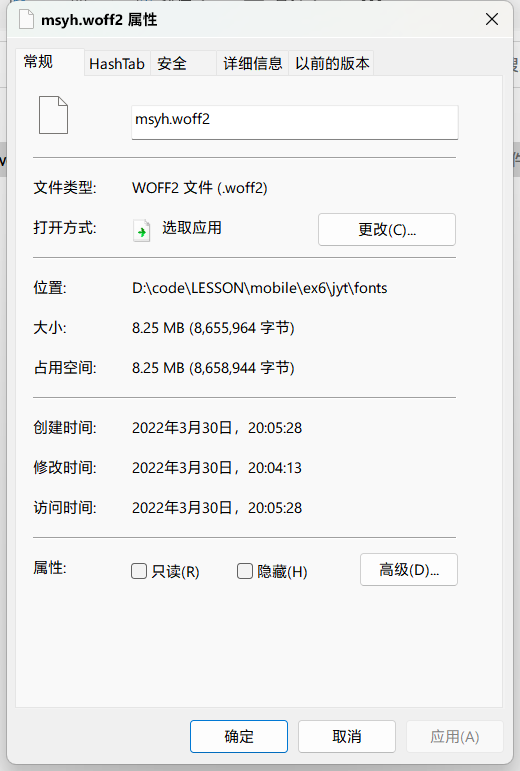 msyh.woff2 属性
常规 HashTab 安全 详细信息 以前的版本
msyh.woff2
文件类型: WOFF2 文件 (.woff2)
打开方式: 选取应用 更改(C)...
位置: D:\code\LESSON\mobile\ex6\jyt\fonts
大小: 8.25 MB (8,655,964 字节)
占用空间: 8.25 MB (8,658,944 字节)
创建时间: 2022年3月30日，20:05:28
修改时间: 2022年3月30日，20:04:13
访问时间: 2022年3月30日，20:05:28
属性: 只读(R) 隐藏(H) 高级(D)...
确定 取消 应用(A)